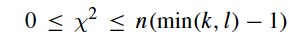 0 ≤ χ² ≤ n(min(k, l) − 1)